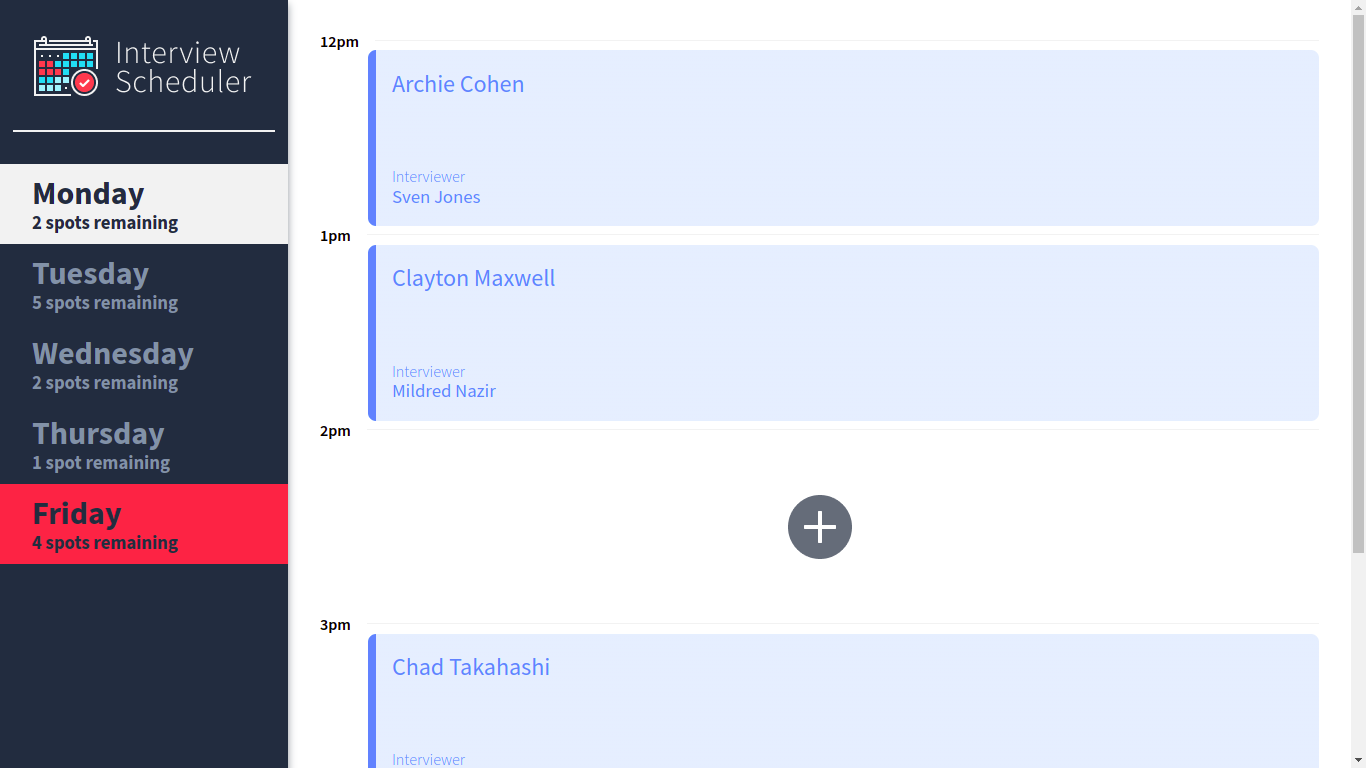 Interview
Scheduler
Monday
2 spots remaining
Tuesday
5 spots remaining
Wednesday
2 spots remaining
Thursday
1 spot remaining
Friday
4 spots remaining
12pm
Archie Cohen
Interviewer
Sven Jones
1pm
Clayton Maxwell
Interviewer
Mildred Nazir
2pm
3pm
Chad Takahashi
Interviewer